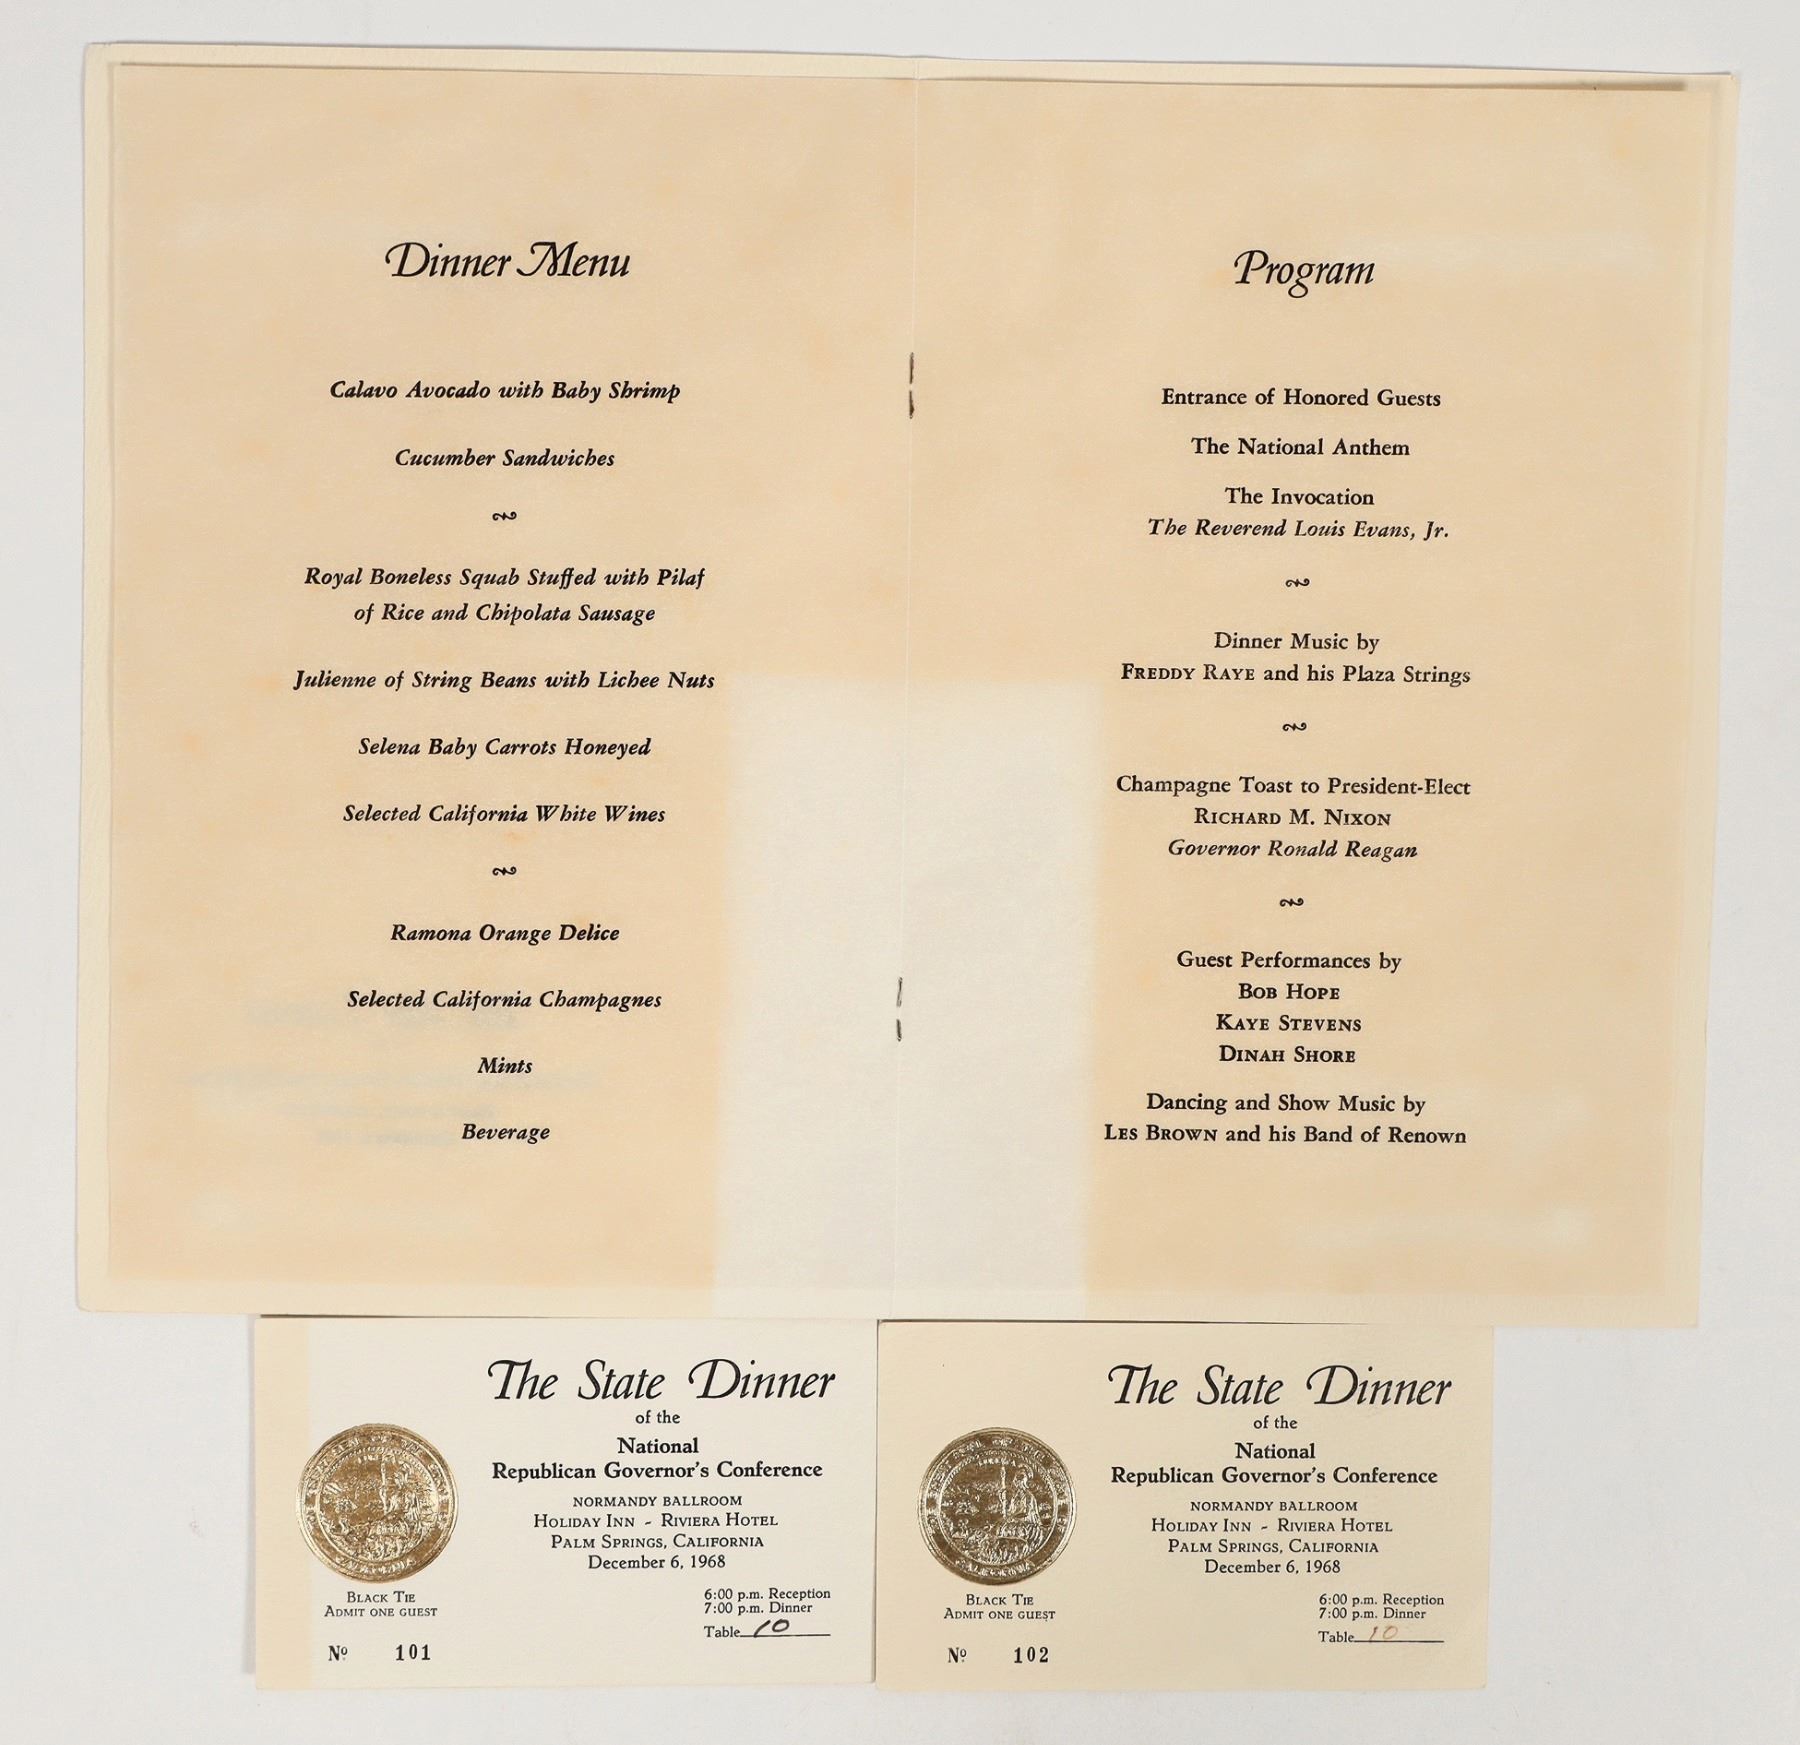 Dinner Menu
Calavo Avocado with Baby Shrimp
Cucumber Sandwiches
Royal Boneless Squab Stuffed with Pilaf
of Rice and Chipolata Sausage
Julienne of String Beans with Lichee Nuts
Selena Baby Carrots Honeyed
Selected California White Wines
Ramona Orange Delice
Selected California Champagnes
Mints
Beverage
Program
Entrance of Honored Guests
The National Anthem
The Invocation
The Reverend Louis Evans, Jr.
Dinner Music by
FREDDY RAYE and his Plaza Strings
Champagne Toast to President-Elect
RICHARD M. NIXON
Governor Ronald Reagan
Guest Performances by
BOB HOPE
KAYE STEVENS
DINAH SHORE
Dancing and Show Music by
LES BROWN and his Band of Renown
The State Dinner
of the
National
Republican Governor's Conference
NORMANDY BALLROOM
HOLIDAY INN - RIVIERA HOTEL
PALM SPRINGS, CALIFORNIA
December 6, 1968
BLACK TIE
ADMIT ONE GUEST
6:00 p.m. Reception
7:00 p.m. Dinner
Table 10
Nº 101
The State Dinner
of the
National
Republican Governor's Conference
NORMANDY BALLROOM
HOLIDAY INN - RIVIERA HOTEL
PALM SPRINGS, CALIFORNIA
December 6, 1968
CALIFORNIA
BLACK TIE
ADMIT ONE GUEST
6:00 p.m. Reception
7:00 p.m. Dinner
Table 10
Nº 102